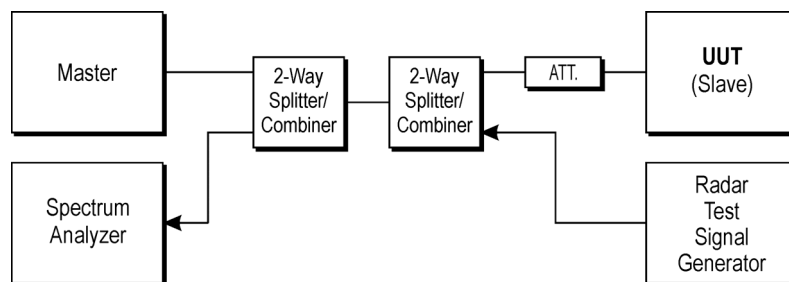 Master
2-Way
Splitter/
Combiner
2-Way
Splitter/
Combiner
ATT.
UUT
(Slave)
Spectrum
Analyzer
Radar
Test
Signal
Generator